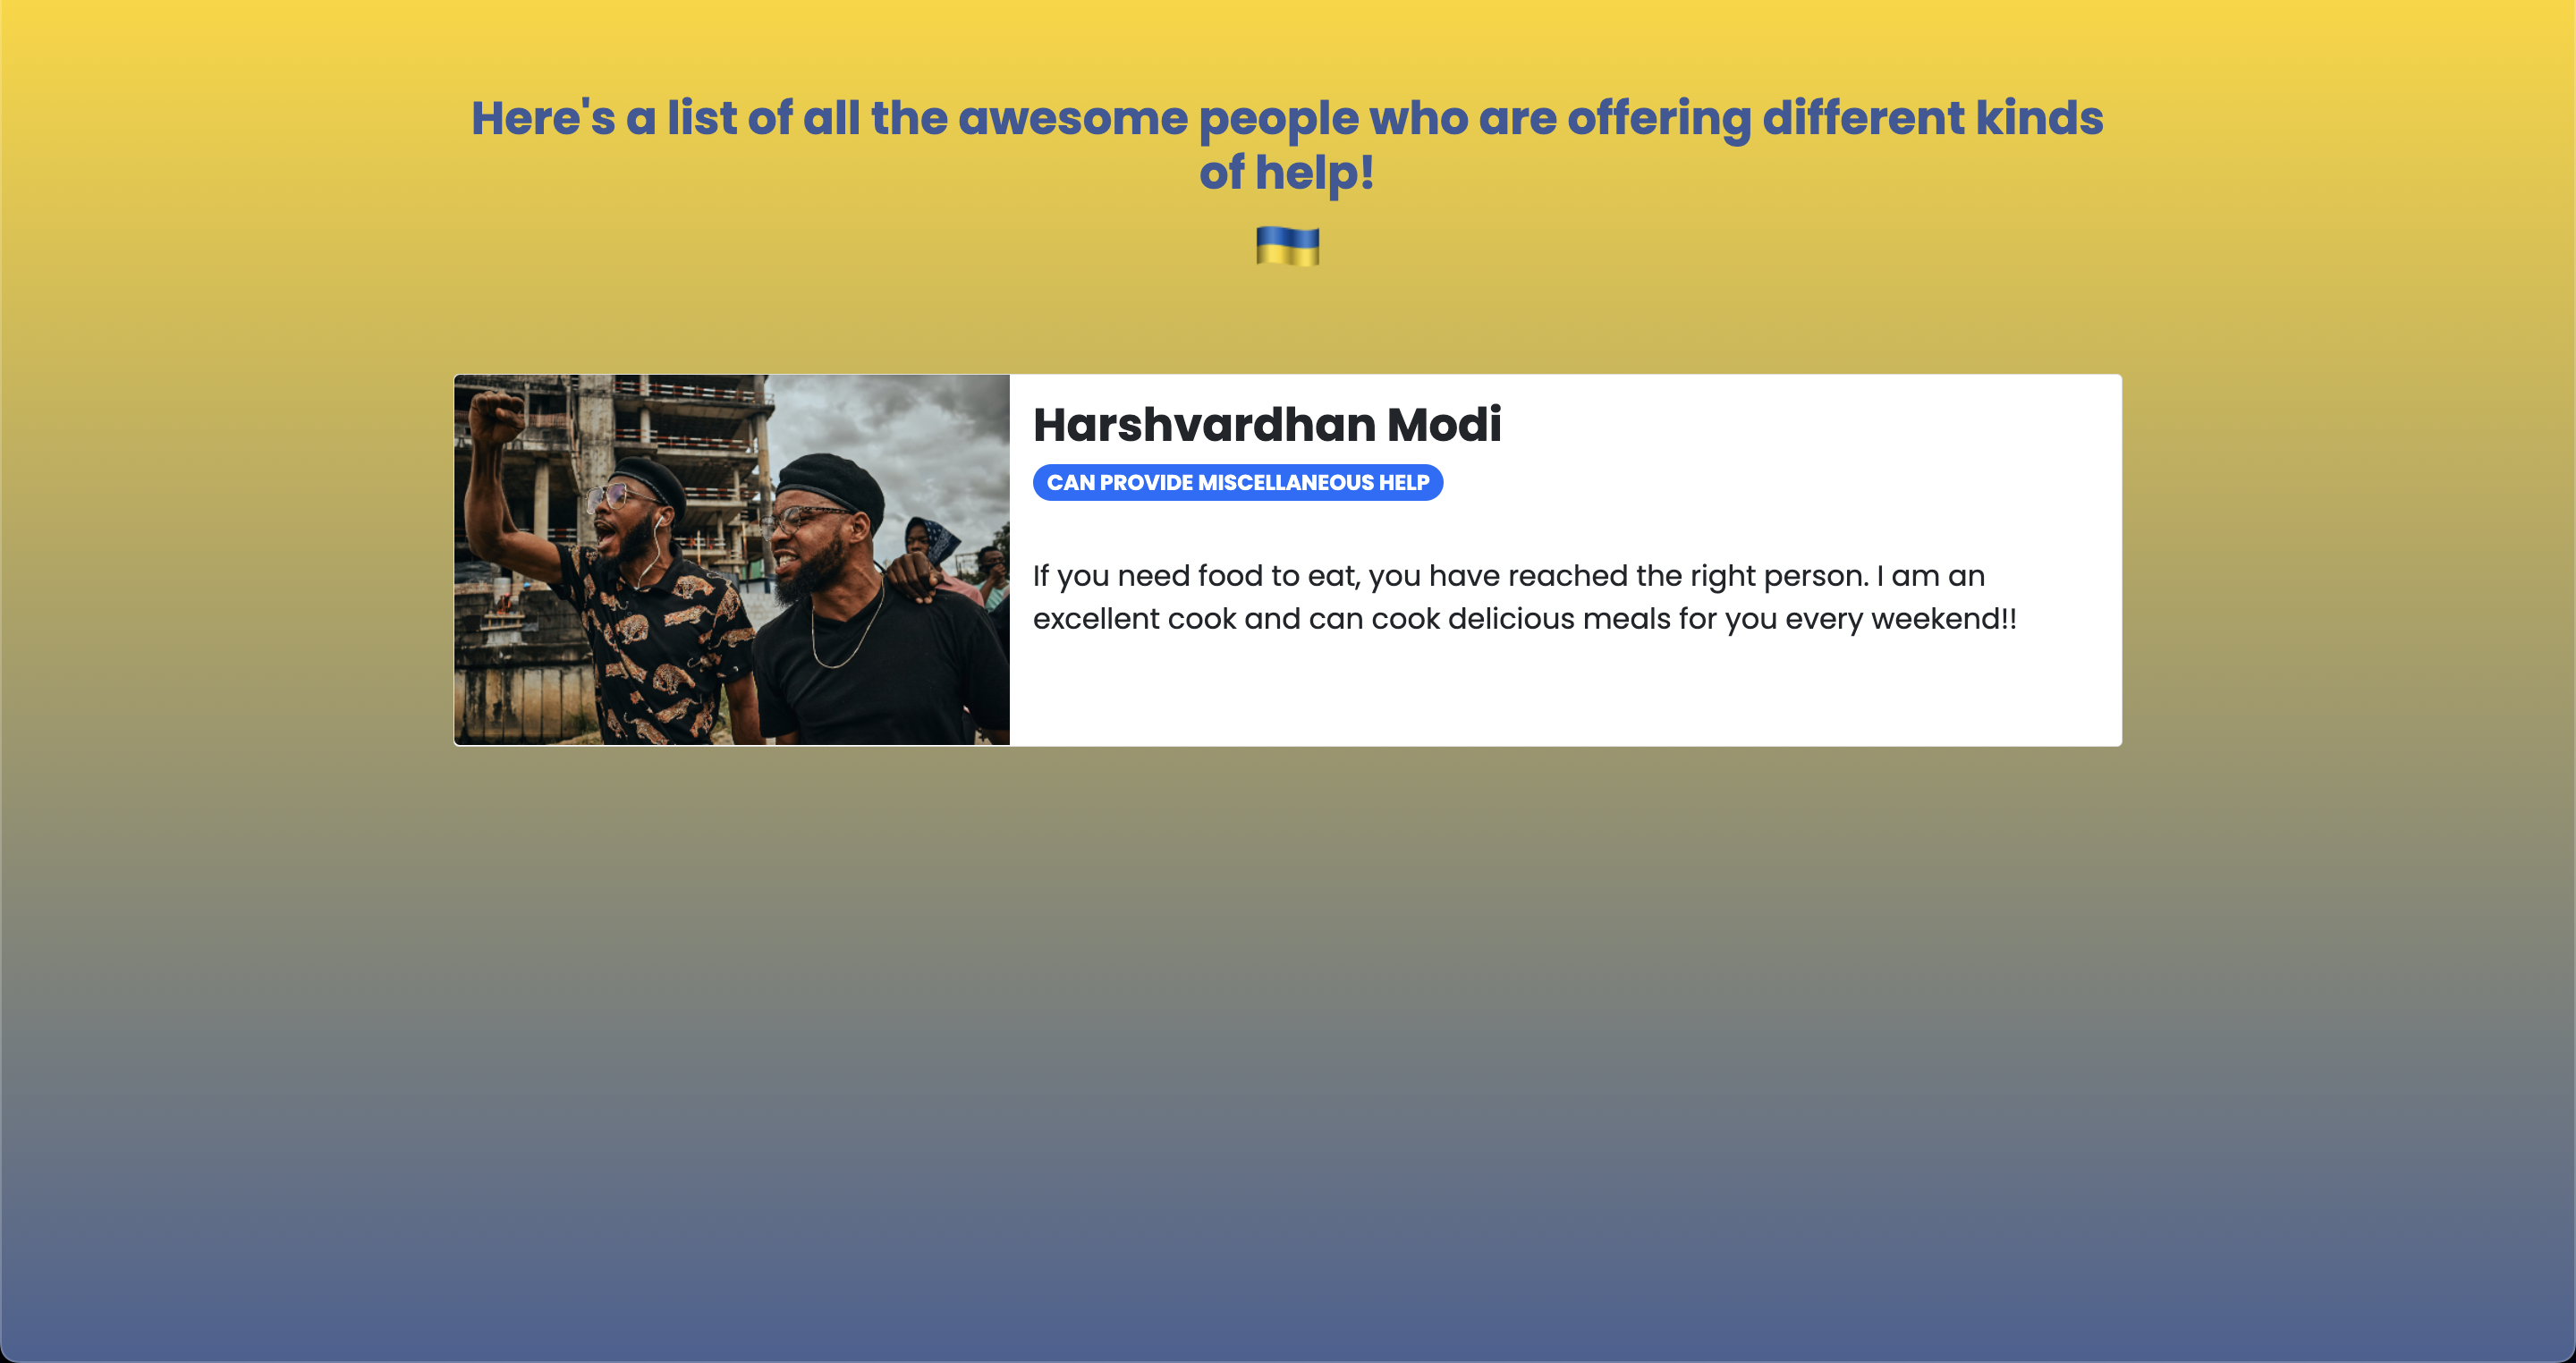 Here's a list of all the awesome people who are offering different kinds
of help!
Harshvardhan Modi
CAN PROVIDE MISCELLANEOUS HELP
If you need food to eat, you have reached the right person. I am an
excellent cook and can cook delicious meals for you every weekend!!